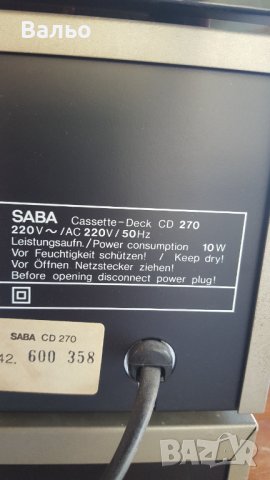 Вальо
SABA Cassette-Deck CD 270
220V ~ / AC 220V / 50Hz
Leistungsaufn. / Power consumption 10W
Vor Feuchtigkeit schützen! / Keep dry!
Vor Öffnen Netzstecker ziehen!
Before opening disconnect power plug!
SABA CD 270
42. 600 358
BAZAR